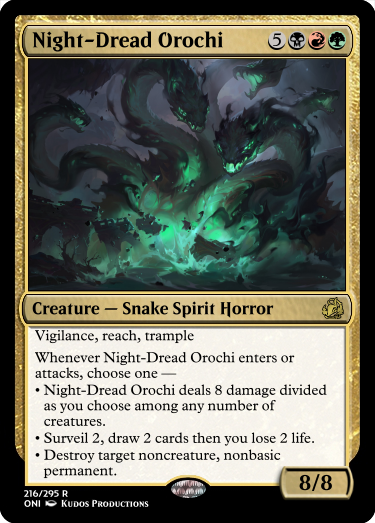 Night-Dread Orochi 5
Creature — Snake Spirit Horror
Vigilance, reach, trample
Whenever Night-Dread Orochi enters or
attacks, choose one —
• Night-Dread Orochi deals 8 damage divided
as you choose among any number of
creatures.
• Surveil 2, draw 2 cards then you lose 2 life.
• Destroy target noncreature, nonbasic
permanent.
8/8
216/295 R
ONI Kudos Productions